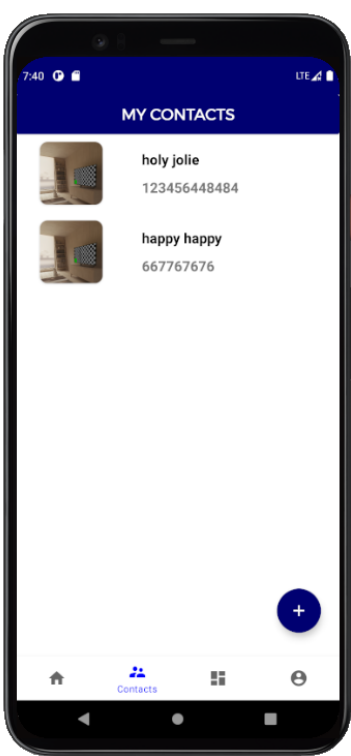 7:40
LTE
MY CONTACTS
holy jolie
123456448484
happy happy
667767676
+
Contacts